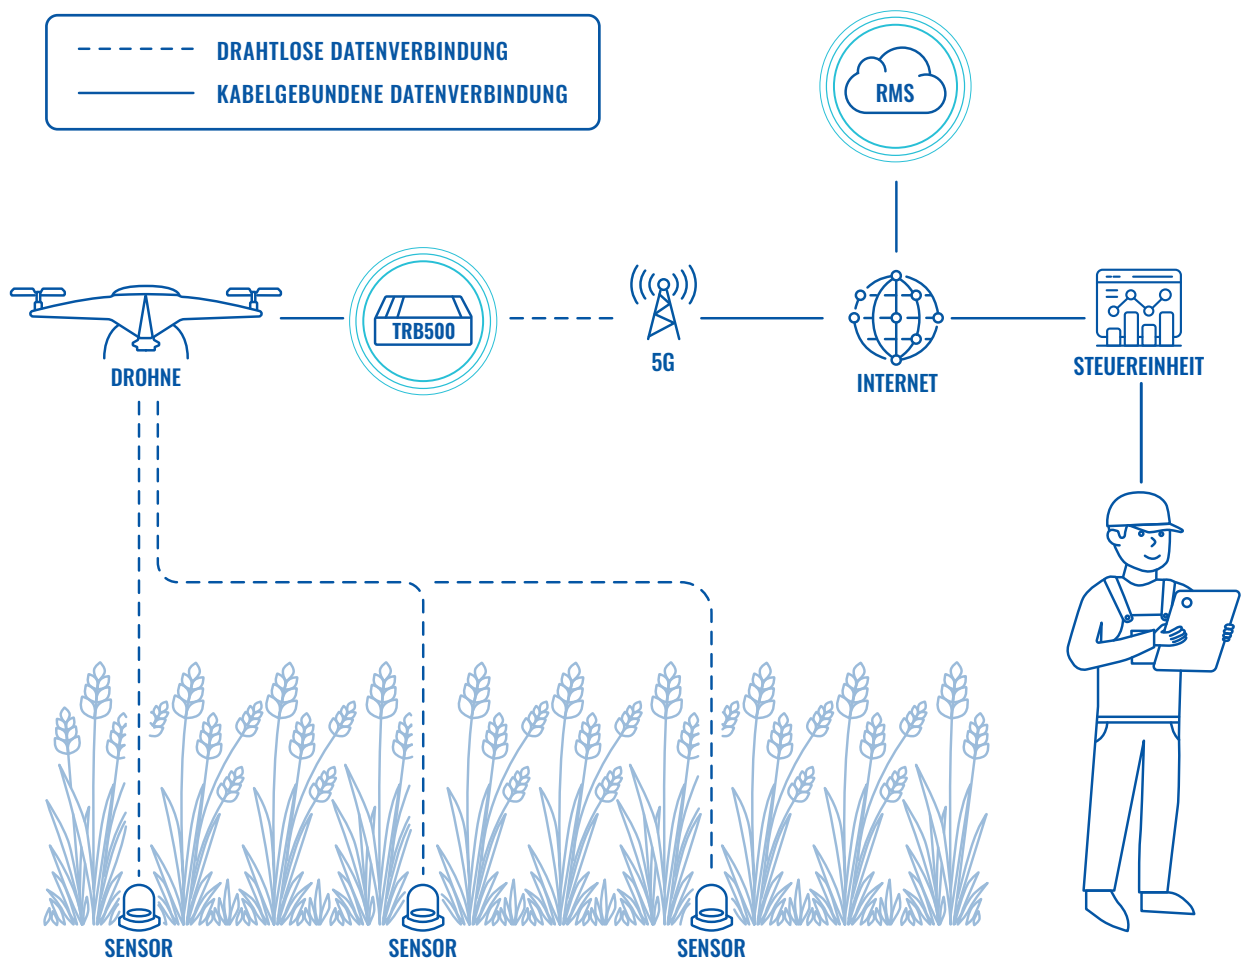 DRAHTLOSE DATENVERBINDUNG
KABELGEBUNDENE DATENVERBINDUNG
RMS
TRB500
5G
DROHNE
INTERNET
STEUEREINHEIT
SENSOR
SENSOR
SENSOR